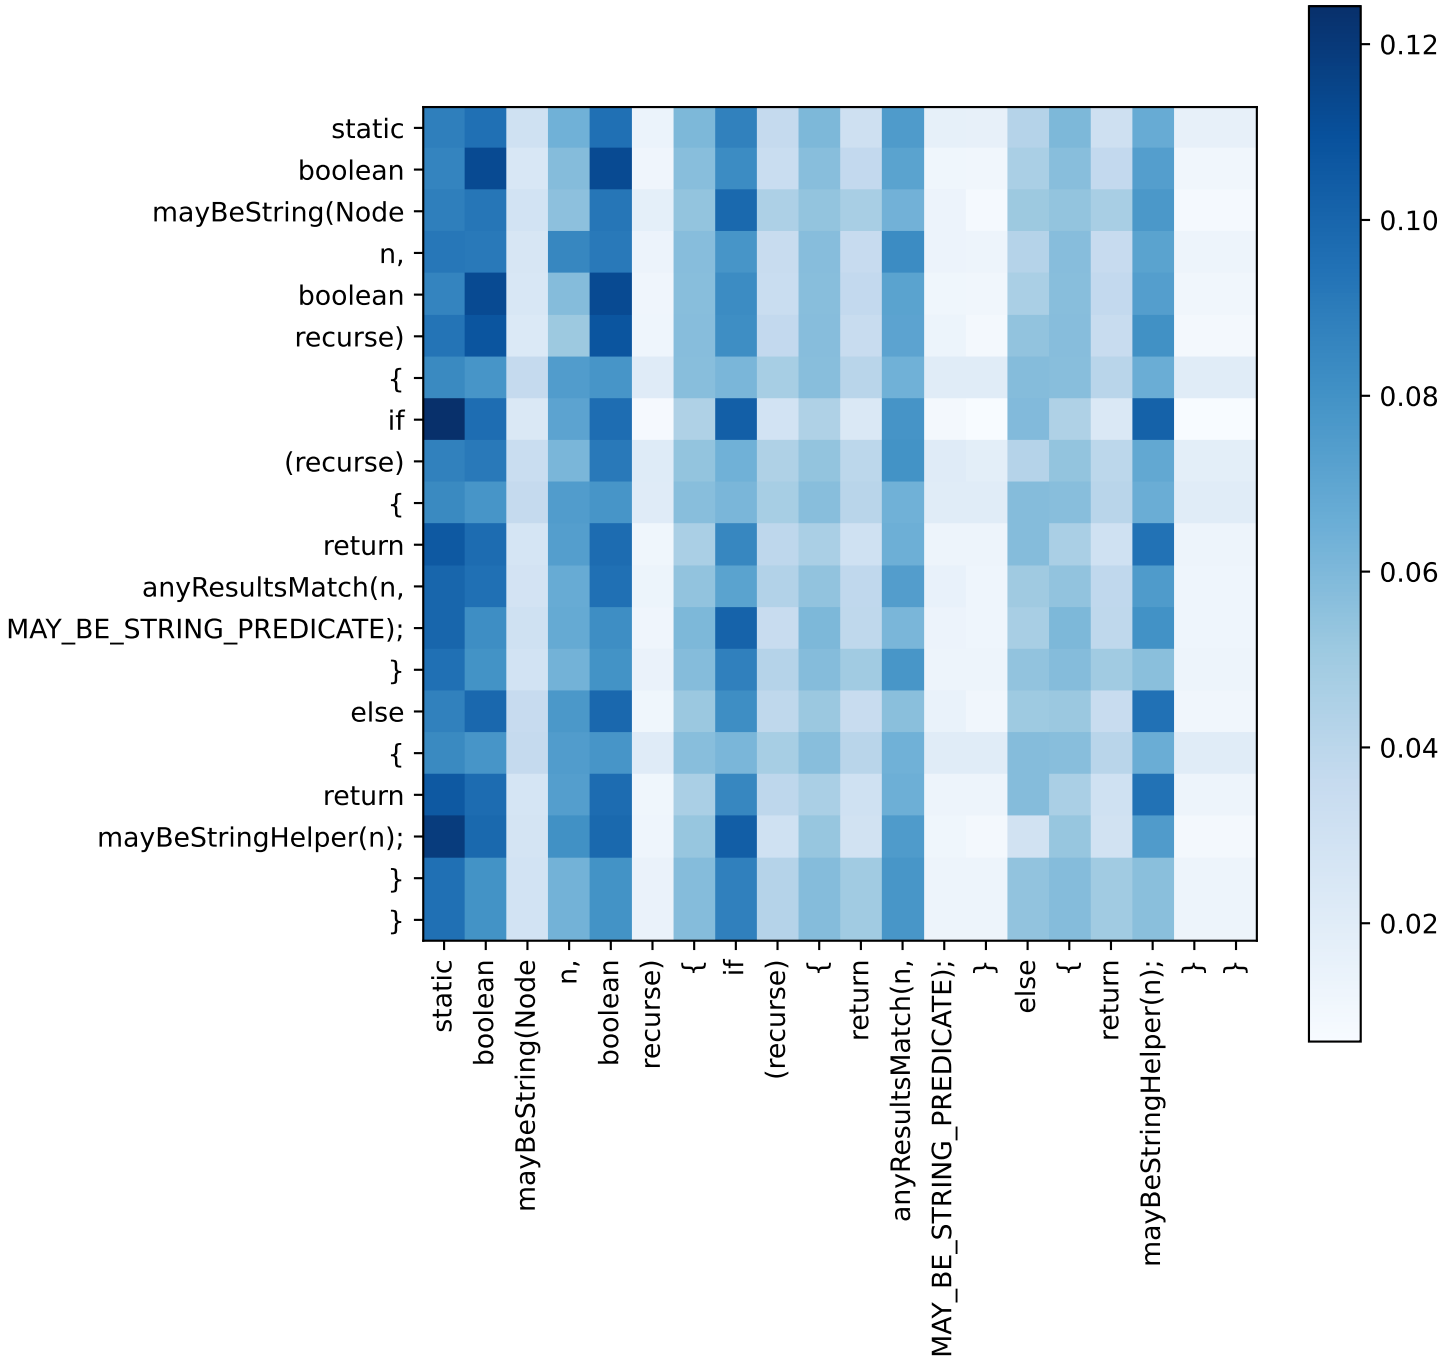 static
boolean
mayBeString(Node
n,
boolean
recurse)
{
if
(recurse)
{
return
anyResultsMatch(n,
MAY_BE_STRING_PREDICATE);
}
else
{
return
mayBeStringHelper(n);
}
}
static
boolean
mayBeString(Node
n,
boolean
recurse)
{
if
(recurse)
{
return
anyResultsMatch(n,
MAY_BE_STRING_PREDICATE);
}
else
{
return
mayBeStringHelper(n);
}
}
0.12
0.10
0.08
0.06
0.04
0.02